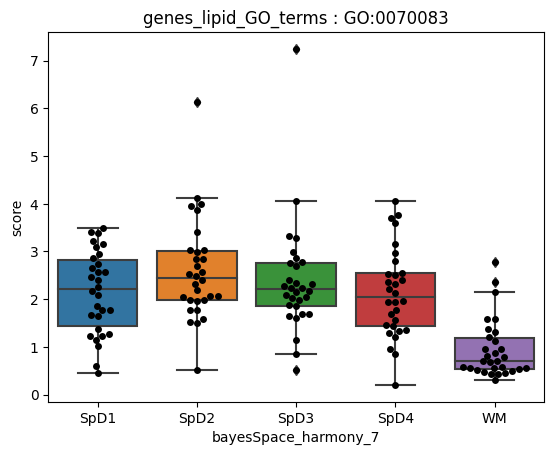 genes_lipid_GO_terms : GO:0070083
score
7
6
5
4
3
2
1
0
SpD1 SpD2 SpD3 SpD4 WM
bayesSpace_harmony_7